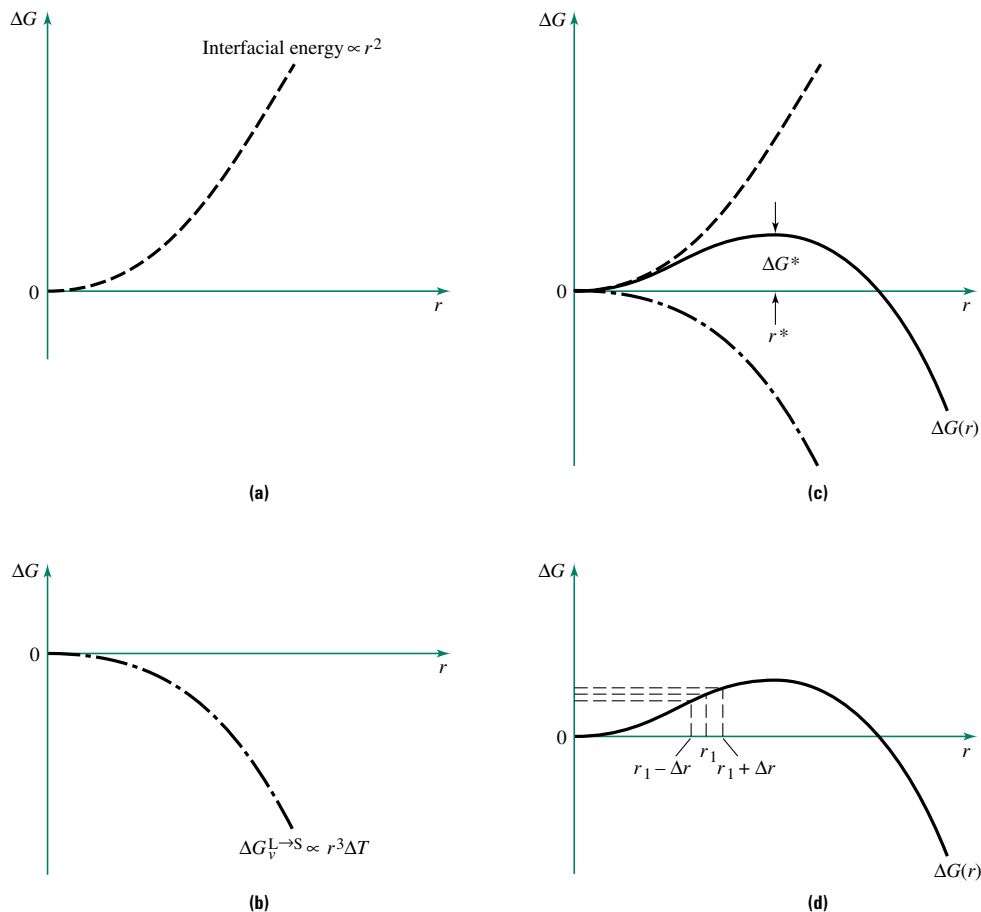 ΔG
Interfacial energy ∝ r²
0
r
(a)
ΔG
0
r
ΔG*
r*
ΔG(r)
(c)
ΔG
0
r
ΔG_v^{L→S} ∝ r³ΔT
(b)
ΔG
0
r
r₁ – Δr
r₁
r₁ + Δr
ΔG(r)
(d)